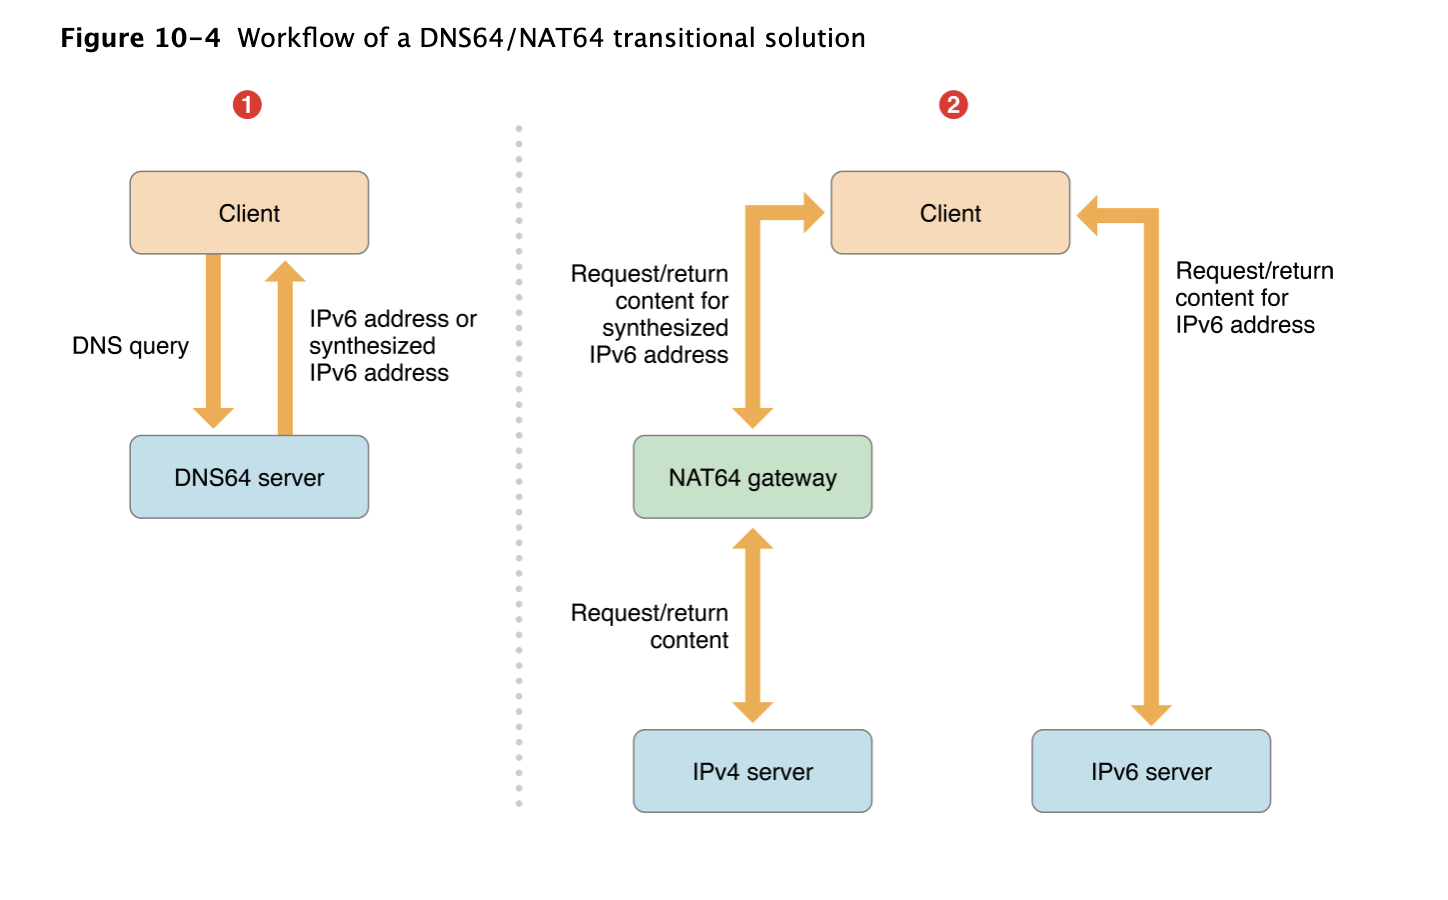 Figure 10–4 Workflow of a DNS64/NAT64 transitional solution
1
Client
DNS query
IPv6 address or
synthesized
IPv6 address
DNS64 server
2
Client
Request/return
content for
synthesized
IPv6 address
Request/return
content for
IPv6 address
NAT64 gateway
Request/return
content
IPv4 server
IPv6 server